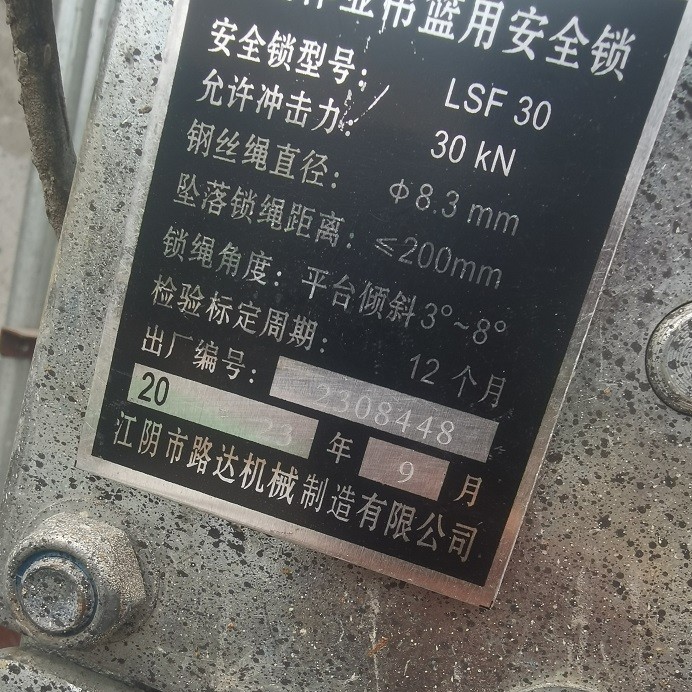 作业吊篮用安全锁
安全锁型号: LSF 30
允许冲击力: 30 kN
钢丝绳直径: ф8.3 mm
坠落锁绳距离: ≤200mm
锁绳角度: 平台倾斜3°~8°
检验标定周期: 12 个月
出厂编号: 2308448
20 23 年 9 月
江阴市路达机械制造有限公司